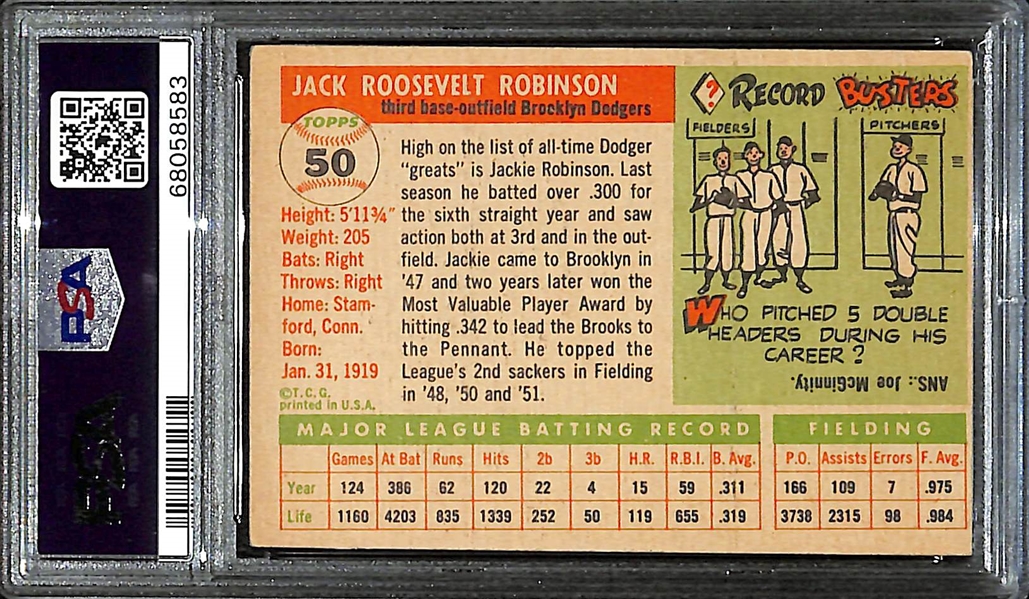 68058583
PSA
JACK ROOSEVELT ROBINSON
third base-outfield Brocklyn Dodgers
TOPPS
50
Height: 5'11¾"
Weight: 205
Bats: Right
Throws: Right
Home: Stam-
ford, Conn.
Born:
Jan. 31, 1919
©T.C.G.
printed in U.S.A.
High on the list of all-time Dodger
"greats" is Jackie Robinson. Last
season he batted over .300 for
the sixth straight year and saw
action both at 3rd and in the out-
field. Jackie came to Brooklyn in
'47 and two years later won the
Most Valuable Player Award by
hitting .342 to lead the Brooks to
the Pennant. He topped the
League's 2nd sackers in Fielding
in '48, '50 and '51.
? RECORD BUSTERS
FIELDERS PITCHERS
WHO PITCHED 5 DOUBLE
HEADERS DURING HIS
CAREER?
ANS.: Joe McGinnity.
MAJOR LEAGUE BATTING RECORD
Games At Bat Runs Hits 2b 3b H.R. R.B.I. B. Avg.
Year 124 386 62 120 22 4 15 59 .311
Life 1160 4203 835 1339 252 50 119 655 .319
FIELDING
P.O. Assists Errors F. Avg.
166 109 7 .975
3738 2315 98 .984